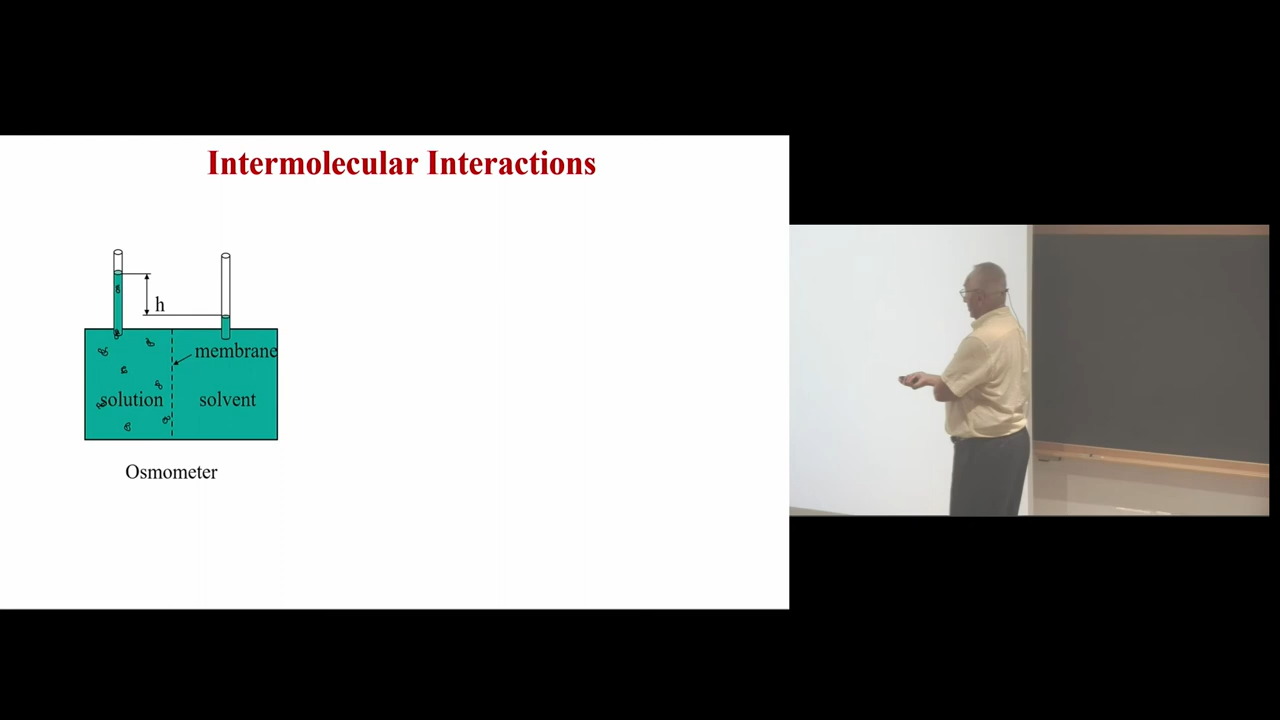 Intermolecular Interactions
h
membrane
solution
solvent
Osmometer